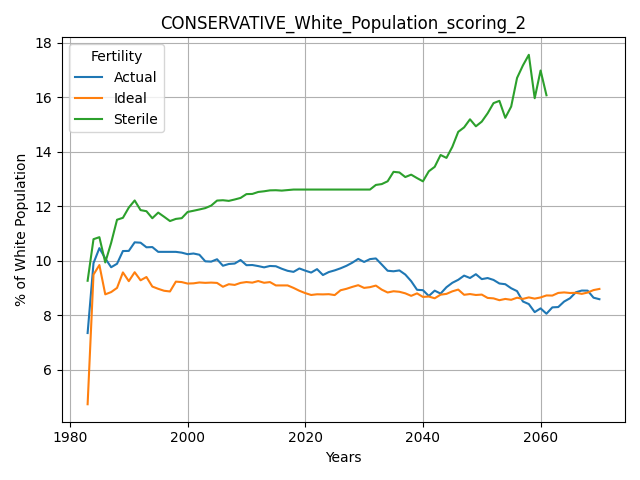 CONSERVATIVE_White_Population_scoring_2
18
16
14
12
10
8
6
% of White Population
Fertility
Actual
Ideal
Sterile
1980
2000
2020
2040
2060
Years